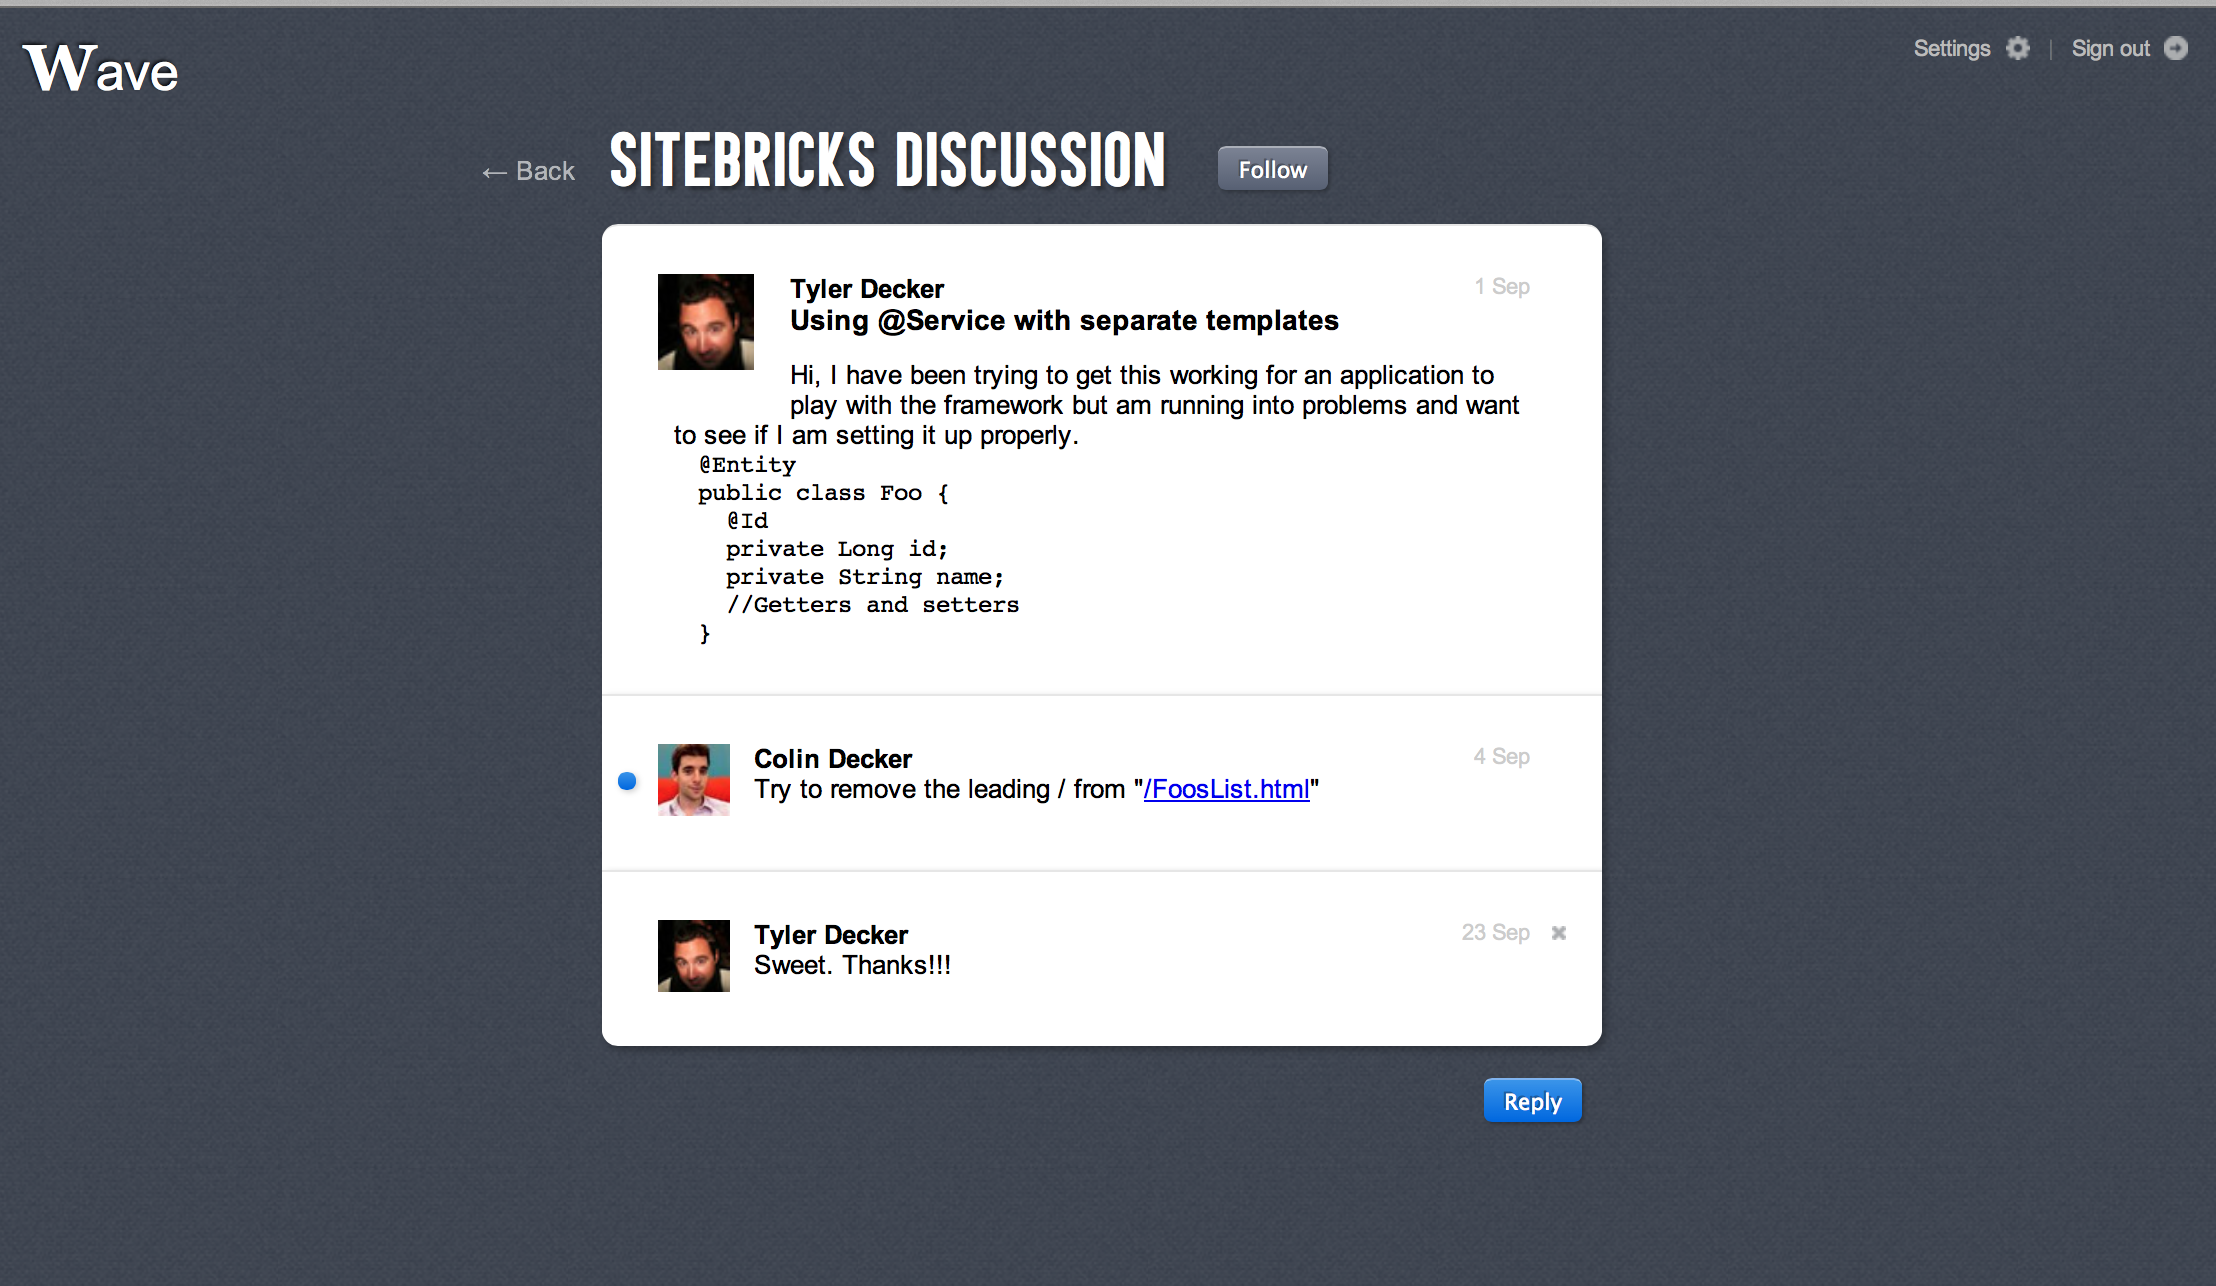 Wave
Settings
Sign out
← Back
SITEBRICKS DISCUSSION
Follow
Tyler Decker
1 Sep
Using @Service with separate templates
Hi, I have been trying to get this working for an application to
play with the framework but am running into problems and want
to see if I am setting it up properly.
@Entity
public class Foo {
@Id
private Long id;
private String name;
//Getters and setters
}
Colin Decker
4 Sep
Try to remove the leading / from "/FoosList.html"
Tyler Decker
23 Sep
Sweet. Thanks!!!
Reply